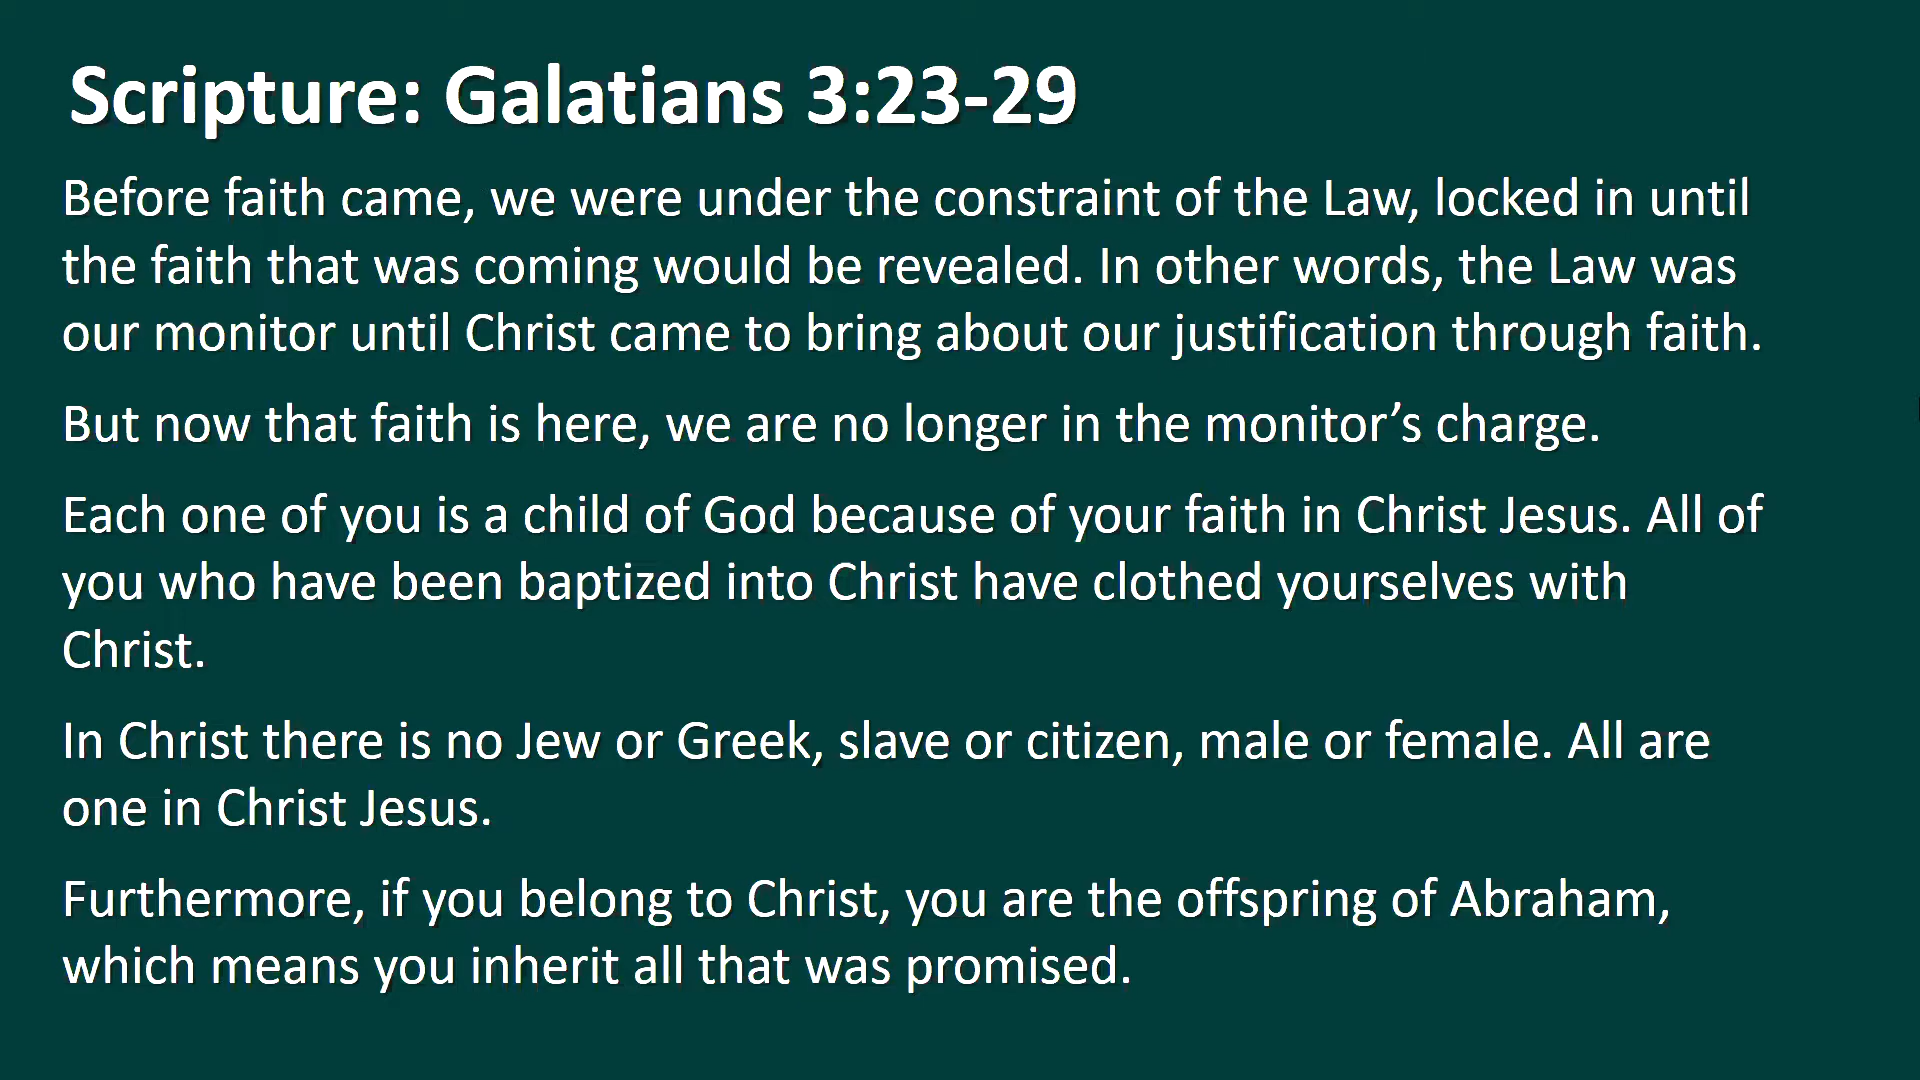 Scripture: Galatians 3:23-29
Before faith came, we were under the constraint of the Law, locked in until
the faith that was coming would be revealed. In other words, the Law was
our monitor until Christ came to bring about our justification through faith.
But now that faith is here, we are no longer in the monitor’s charge.
Each one of you is a child of God because of your faith in Christ Jesus. All of
you who have been baptized into Christ have clothed yourselves with
Christ.
In Christ there is no Jew or Greek, slave or citizen, male or female. All are
one in Christ Jesus.
Furthermore, if you belong to Christ, you are the offspring of Abraham,
which means you inherit all that was promised.